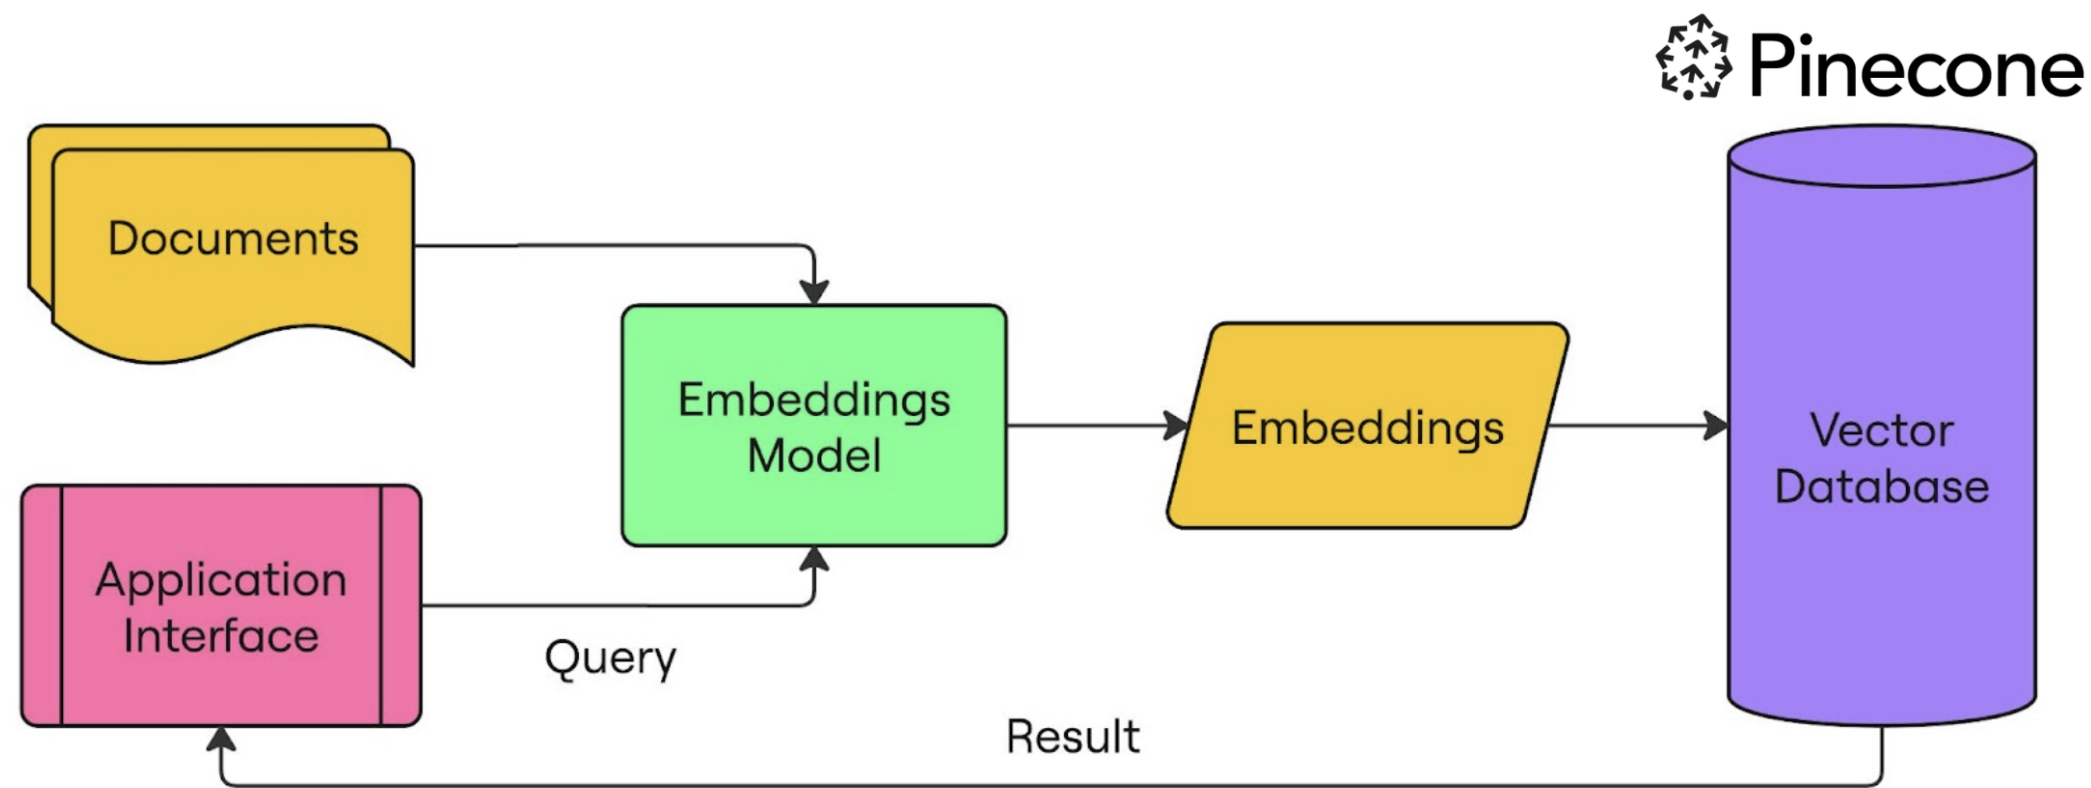 Pinecone
Documents
Embeddings
Model
Embeddings
Vector
Database
Application
Interface
Query
Result